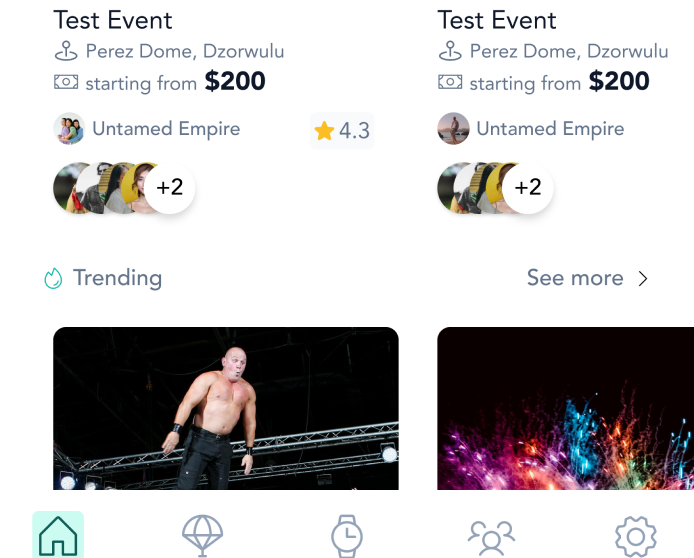 Test Event
Perez Dome, Dzorwulu
starting from $200
Untamed Empire
4.3
+2
Test Event
Perez Dome, Dzorwulu
starting from $200
Untamed Empire
+2
Trending
See more